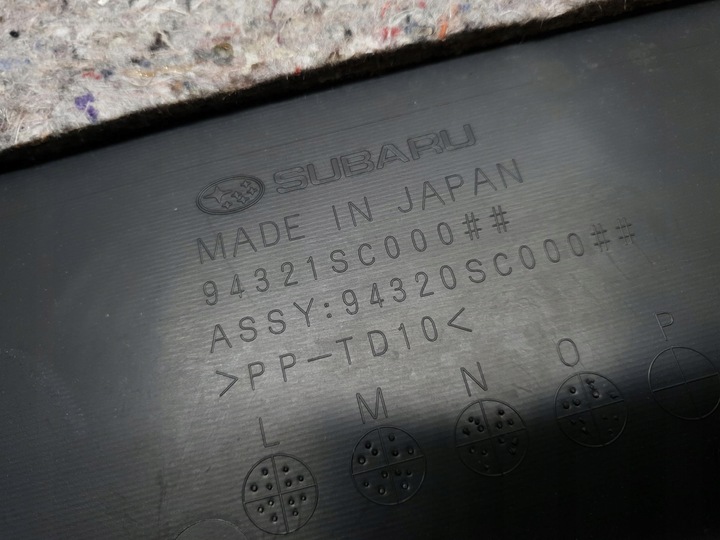 SUBARU
MADE IN JAPAN
94321SC000##
ASSY:94320SC000##
>PP-TD10<
L M N O P